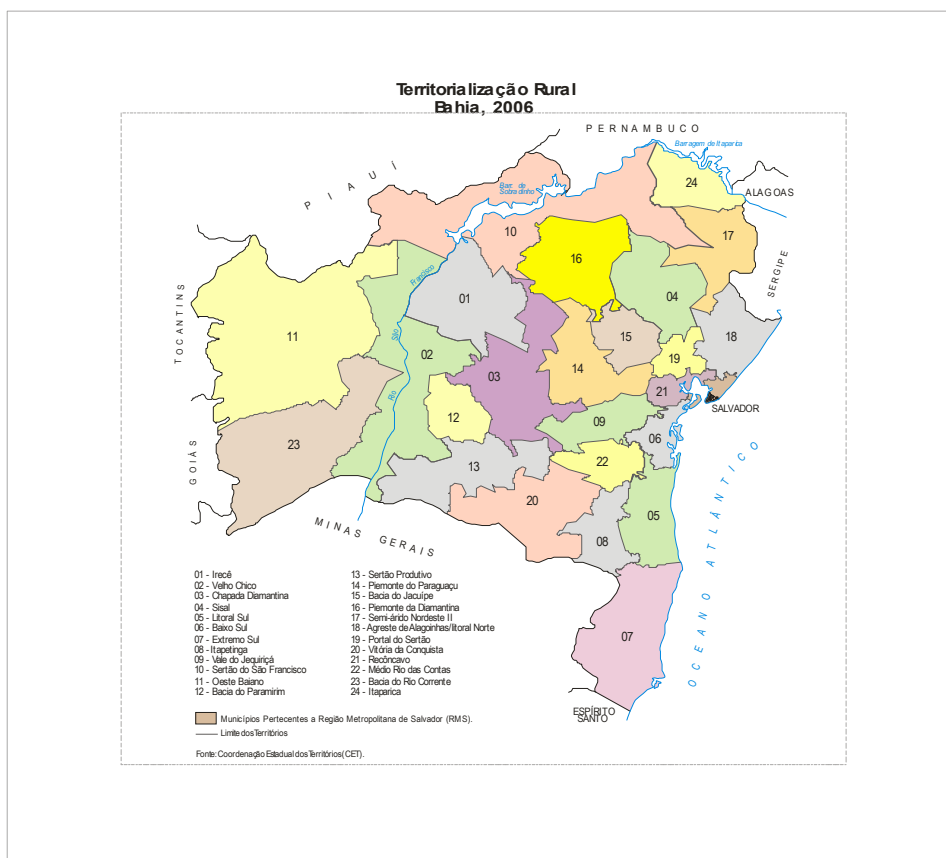 Territorialização Rural
Bahia, 2006
PERNAMBUCO
Barragem de Itaparica
PIAUÍ
Barr. de
Sobradinho
24
ALAGOAS
10
17
16
SERGIPE
São Francisco
Rio
01
04
TOCANTINS
11
15
18
02
19
14
03
21
SALVADOR
12
09
06
GOIÁS
23
13
22
20
05
08
MINAS GERAIS
OCEANO ATLÂNTICO
07
ESPÍRITO
SANTO
01 - Irecê
02 - Velho Chico
03 - Chapada Diamantina
04 - Sisal
05 - Litoral Sul
06 - Baixo Sul
07 - Extremo Sul
08 - Itapetinga
09 - Vale do Jequiriçá
10 - Sertão do São Francisco
11 - Oeste Baiano
12 - Bacia do Paramirim
13 - Sertão Produtivo
14 - Piemonte do Paraguaçu
15 - Bacia do Jacuípe
16 - Piemonte da Diamantina
17 - Semi-árido Nordeste II
18 - Agreste de Alagoinhas/litoral Norte
19 - Portal do Sertão
20 - Vitória da Conquista
21 - Recôncavo
22 - Médio Rio das Contas
23 - Bacia do Rio Corrente
24 - Itaparica
Municípios Pertecentes a Região Metropolitana de Salvador (RMS).
Limite dos Territórios
Fonte: Coordenação Estadual dos Territórios (CET).